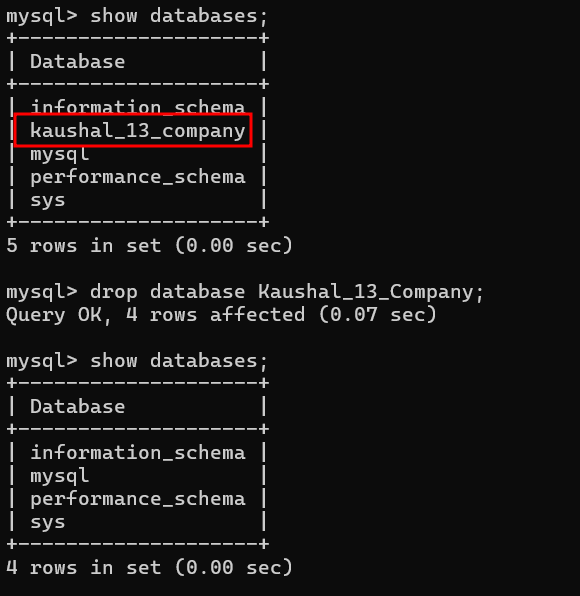 mysql> show databases;
+--------------------+
| Database           |
+--------------------+
| information_schema |
| kaushal_13_company |
| mysql              |
| performance_schema |
| sys                |
+--------------------+
5 rows in set (0.00 sec)

mysql> drop database Kaushal_13_Company;
Query OK, 4 rows affected (0.07 sec)

mysql> show databases;
+--------------------+
| Database           |
+--------------------+
| information_schema |
| mysql              |
| performance_schema |
| sys                |
+--------------------+
4 rows in set (0.00 sec)